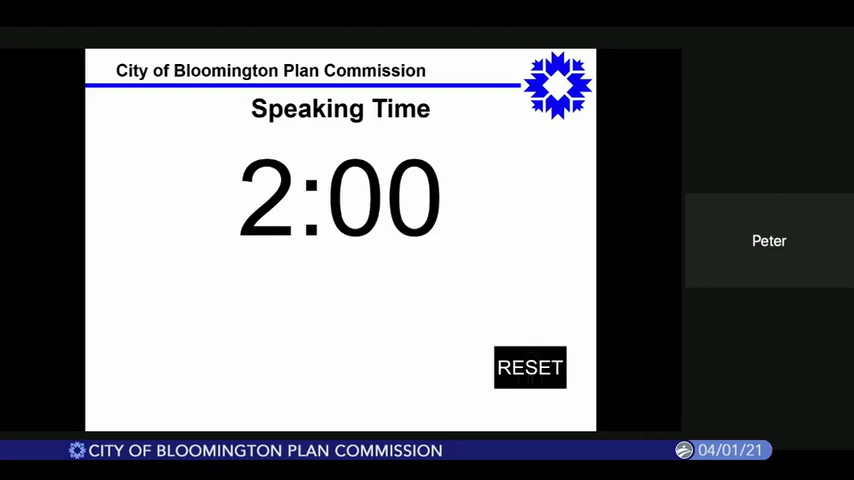 City of Bloomington Plan Commission
Speaking Time
2:00
Peter
RESET
CITY OF BLOOMINGTON PLAN COMMISSION
04/01/21